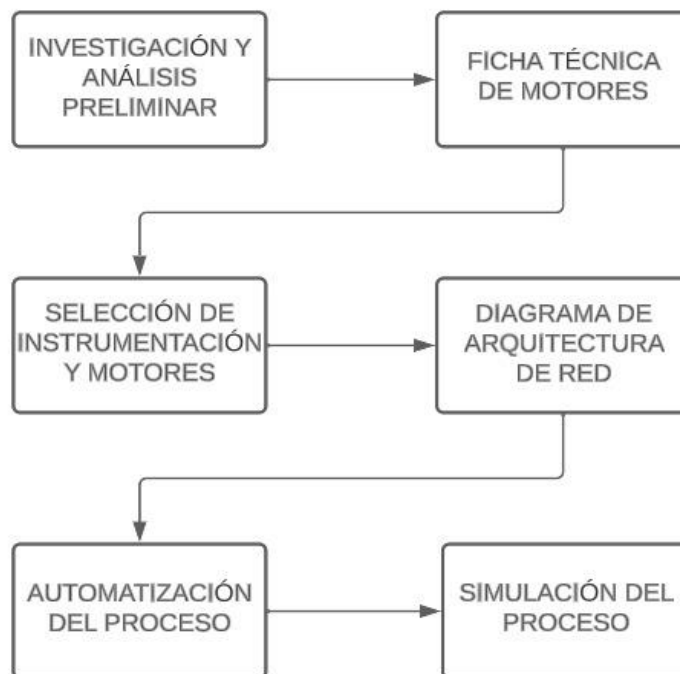 INVESTIGACIÓN Y
ANÁLISIS
PRELIMINAR
FICHA TÉCNICA
DE MOTORES
SELECCIÓN DE
INSTRUMENTACIÓN
Y MOTORES
DIAGRAMA DE
ARQUITECTURA
DE RED
AUTOMATIZACIÓN
DEL PROCESO
SIMULACIÓN DEL
PROCESO